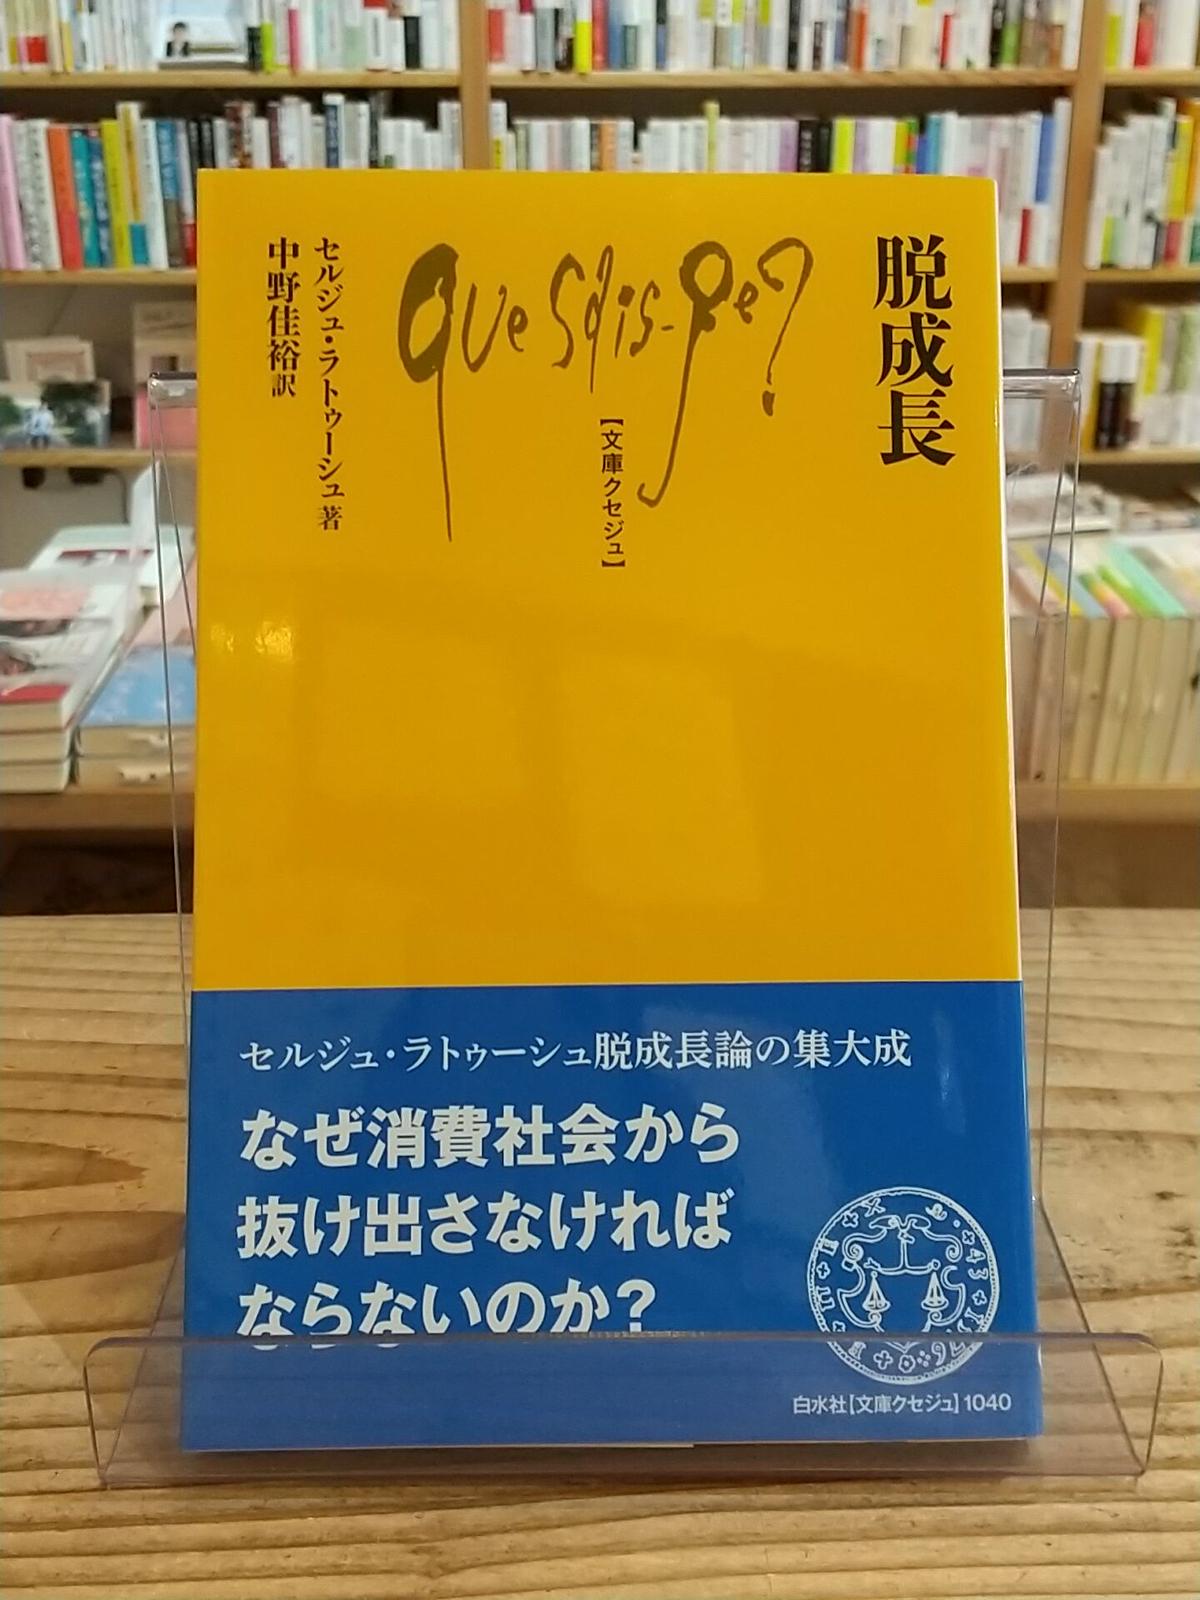 脱成長
Que sais-je?
【文庫クセジュ】
セルジュ・ラトゥーシュ 著
中野佳裕 訳
セルジュ・ラトゥーシュ脱成長論の集大成
なぜ消費社会から
抜け出さなければ
ならないのか?
白水社【文庫クセジュ】1040